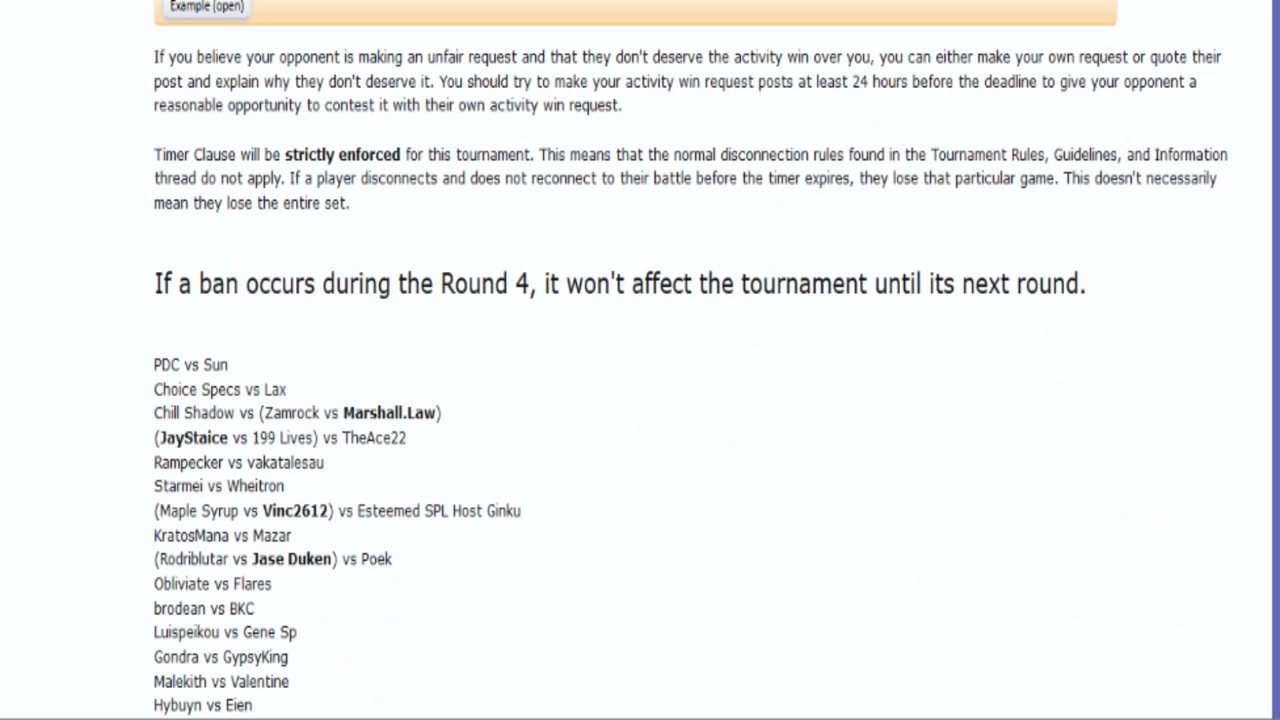 Example (open)
If you believe your opponent is making an unfair request and that they don't deserve the activity win over you, you can either make your own request or quote their
post and explain why they don't deserve it. You should try to make your activity win request posts at least 24 hours before the deadline to give your opponent a
reasonable opportunity to contest it with their own activity win request.
Timer Clause will be strictly enforced for this tournament. This means that the normal disconnection rules found in the Tournament Rules, Guidelines, and Information
thread do not apply. If a player disconnects and does not reconnect to their battle before the timer expires, they lose that particular game. This doesn't necessarily
mean they lose the entire set.
If a ban occurs during the Round 4, it won't affect the tournament until its next round.
PDC vs Sun
Choice Specs vs Lax
Chill Shadow vs (Zamrock vs Marshall.Law)
(JayStaice vs 199 Lives) vs TheAce22
Rampecker vs vakatalesau
Starmei vs Wheitron
(Maple Syrup vs Vinc2612) vs Esteemed SPL Host Ginku
KratosMana vs Mazar
(Rodriblutar vs Jase Duken) vs Poek
Obliviate vs Flares
brodean vs BKC
Luispeikou vs Gene Sp
Gondra vs GypsyKing
Malekith vs Valentine
Hybuyn vs Eien